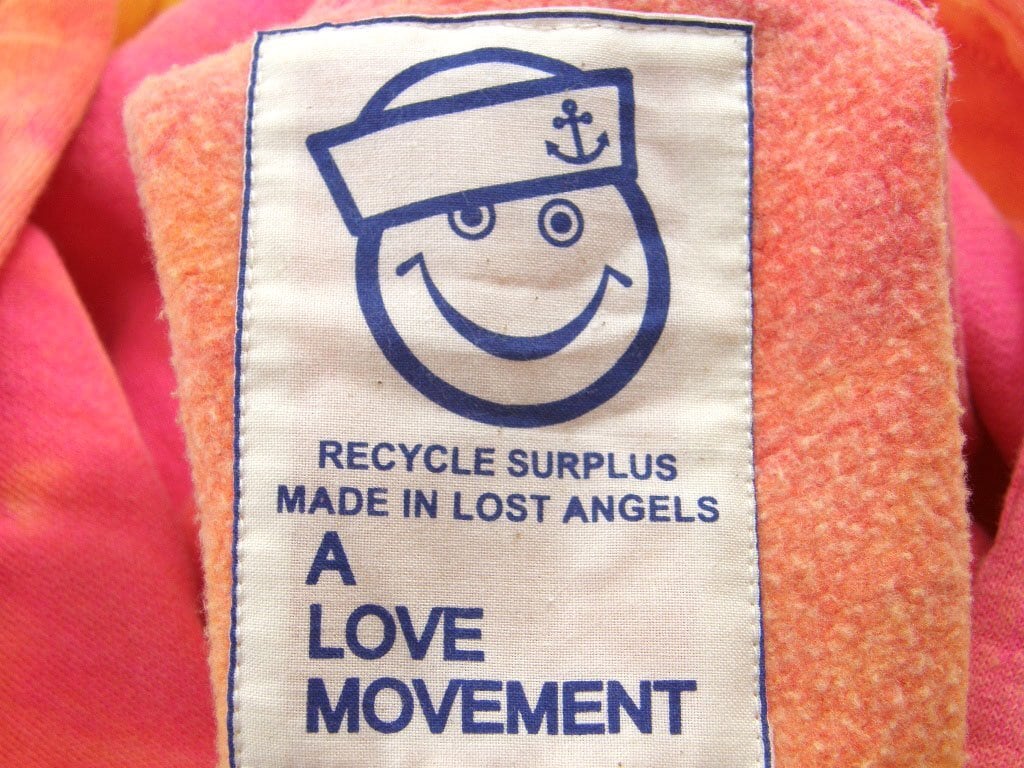 RECYCLE SURPLUS
MADE IN LOST ANGELS
A
LOVE
MOVEMENT